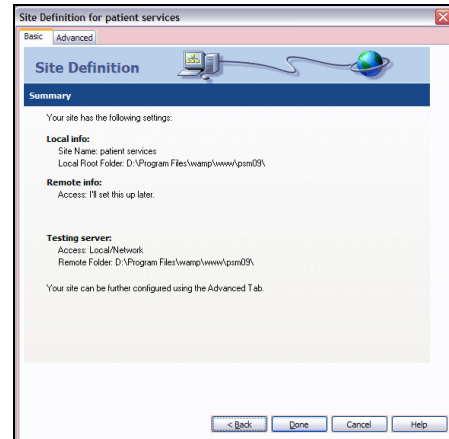 Site Definition for patient services
Basic Advanced
Site Definition
Summary
Your site has the following settings:
Local info:
Site Name: patient services
Local Root Folder: D:\Program Files\wamp\www\psm09\
Remote info:
Access: I'll set this up later.
Testing server:
Access: Local/Network
Remote Folder: D:\Program Files\wamp\www\psm09\
Your site can be further configured using the Advanced Tab.
< Back Done Cancel Help